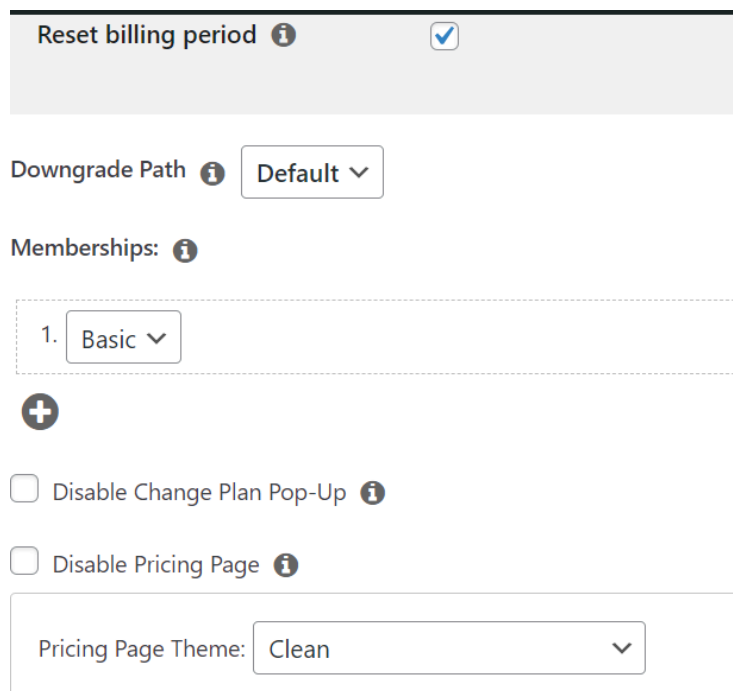 Reset billing period
Downgrade Path Default
Memberships:
1. Basic
Disable Change Plan Pop-Up
Disable Pricing Page
Pricing Page Theme: Clean